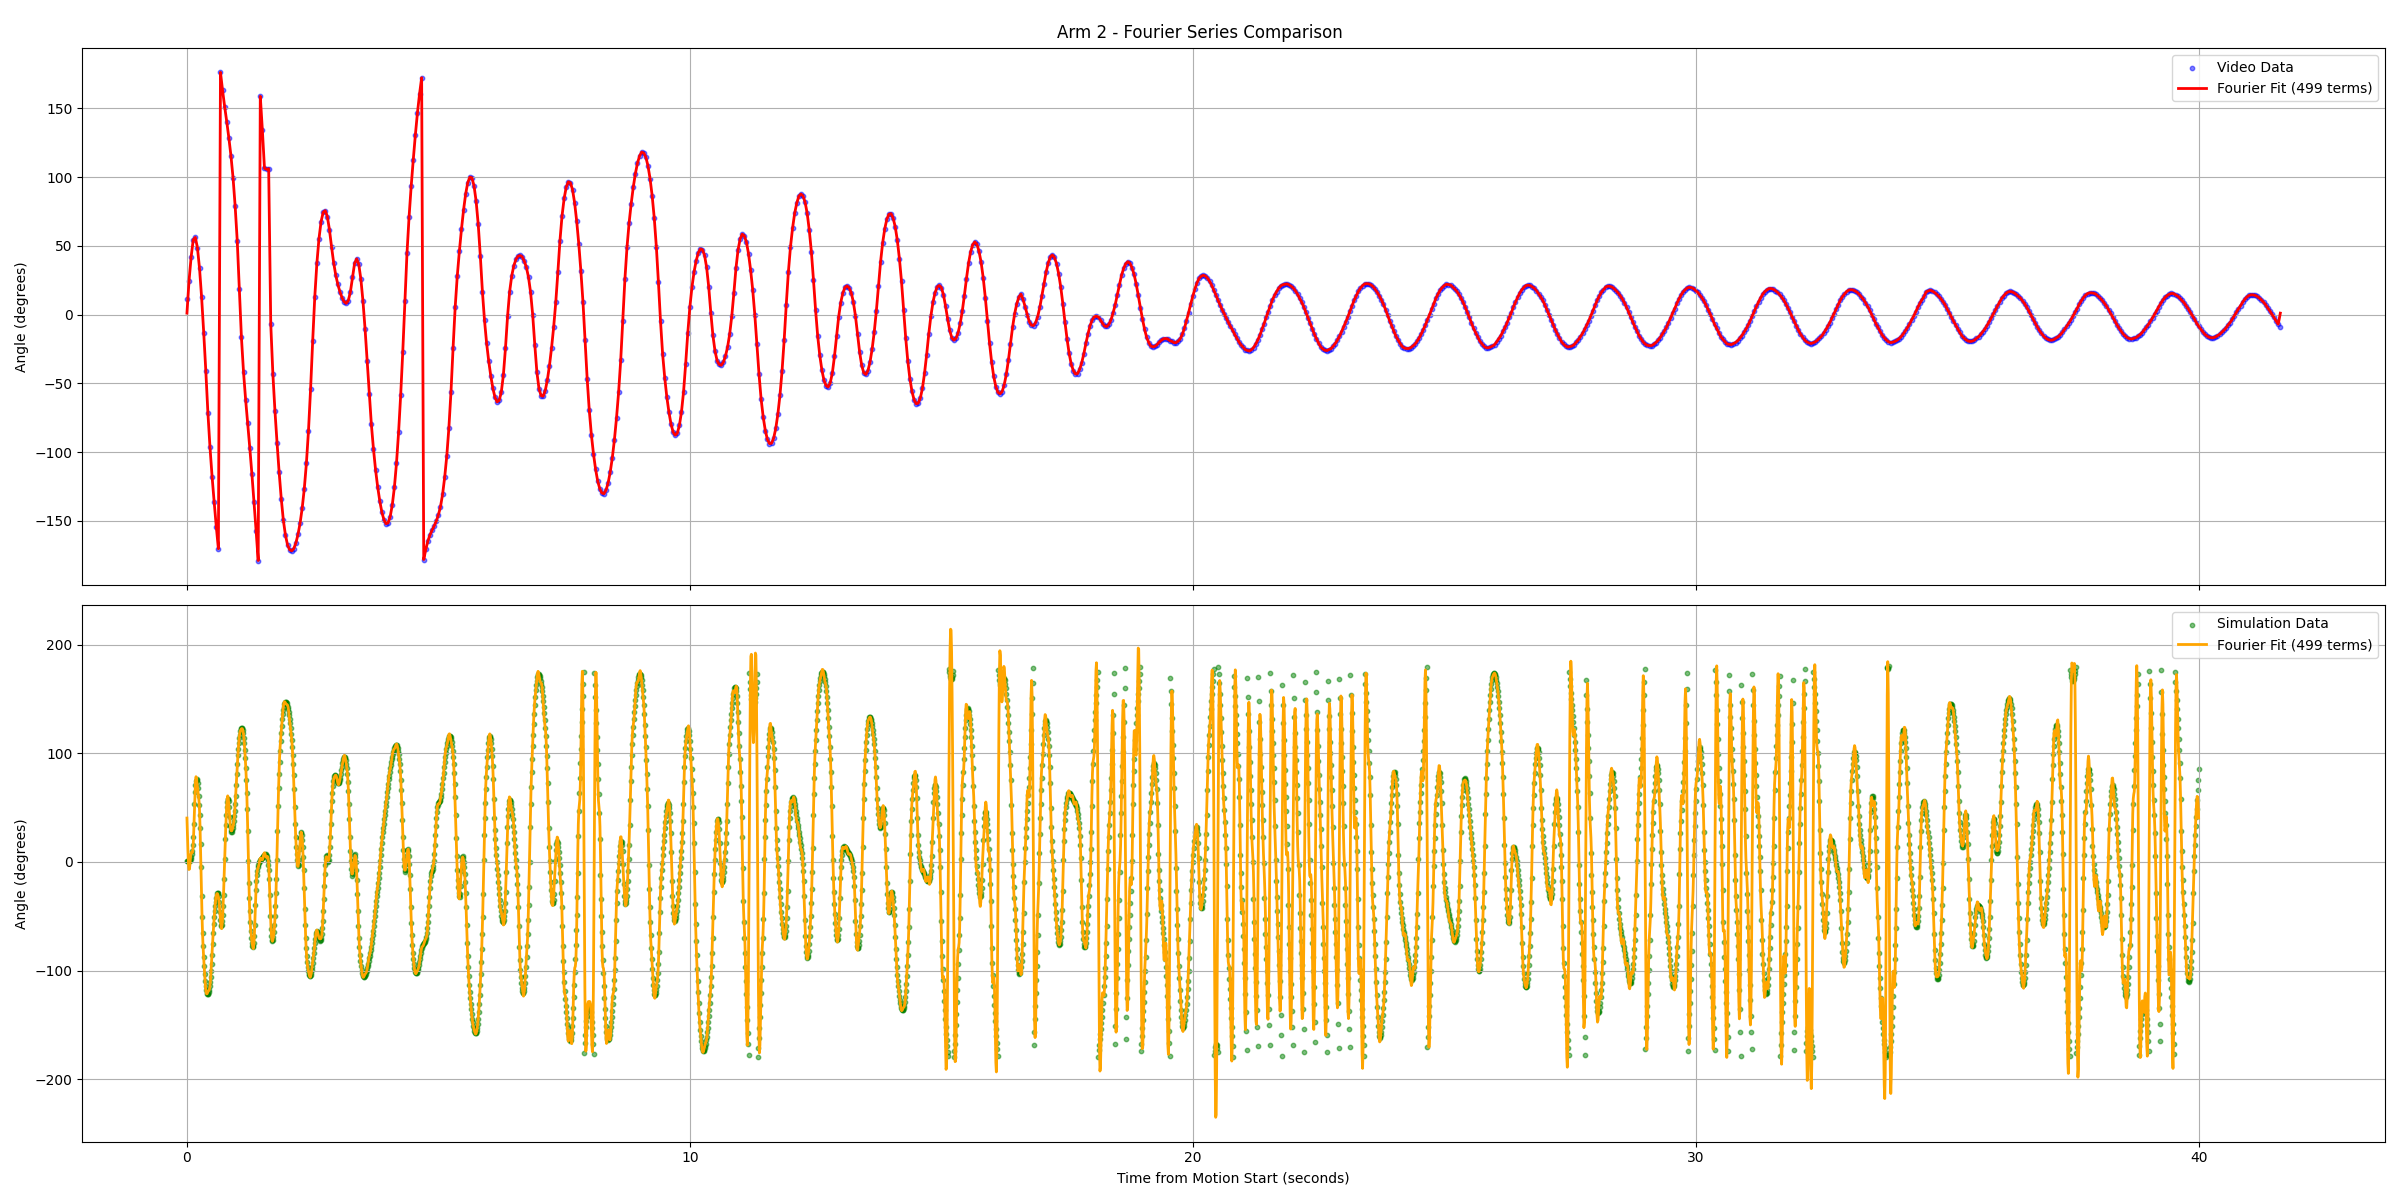 Arm 2 - Fourier Series Comparison
Video Data
Fourier Fit (499 terms)
150
100
50
0
−50
−100
−150
Angle (degrees)
Simulation Data
Fourier Fit (499 terms)
200
100
0
−100
−200
Angle (degrees)
0 10 20 30 40
Time from Motion Start (seconds)